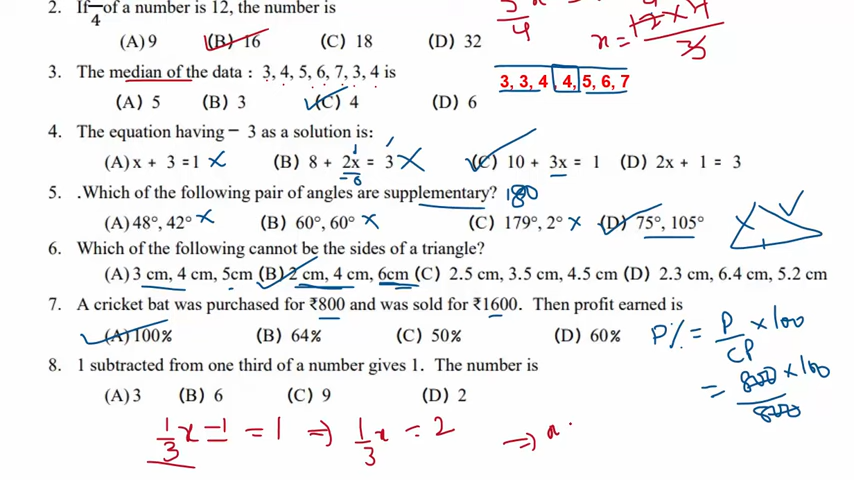 2. If 3/4 of a number is 12, the number is
(A) 9 (B) 16 (C) 18 (D) 32
3/4
x = 12 x 4 / 3
3. The median of the data : 3, 4, 5, 6, 7, 3, 4 is
3, 3, 4, 4, 5, 6, 7
(A) 5 (B) 3 (C) 4 (D) 6
4. The equation having − 3 as a solution is:
(A) x + 3 =1 (B) 8 + 2x = 3 (C) 10 + 3x = 1 (D) 2x + 1 = 3
-6
5. .Which of the following pair of angles are supplementary? 180
(A) 48°, 42° (B) 60°, 60° (C) 179°, 2° (D) 75°, 105°
6. Which of the following cannot be the sides of a triangle?
(A) 3 cm, 4 cm, 5cm (B) 2 cm, 4 cm, 6cm (C) 2.5 cm, 3.5 cm, 4.5 cm (D) 2.3 cm, 6.4 cm, 5.2 cm
7. A cricket bat was purchased for ₹800 and was sold for ₹1600. Then profit earned is
(A) 100% (B) 64% (C) 50% (D) 60%
P% = P/CP x 100
= 800 x 100 / 800
8. 1 subtracted from one third of a number gives 1. The number is
(A) 3 (B) 6 (C) 9 (D) 2
1/3 x - 1 = 1 ⇒ 1/3 x = 2 ⇒ x